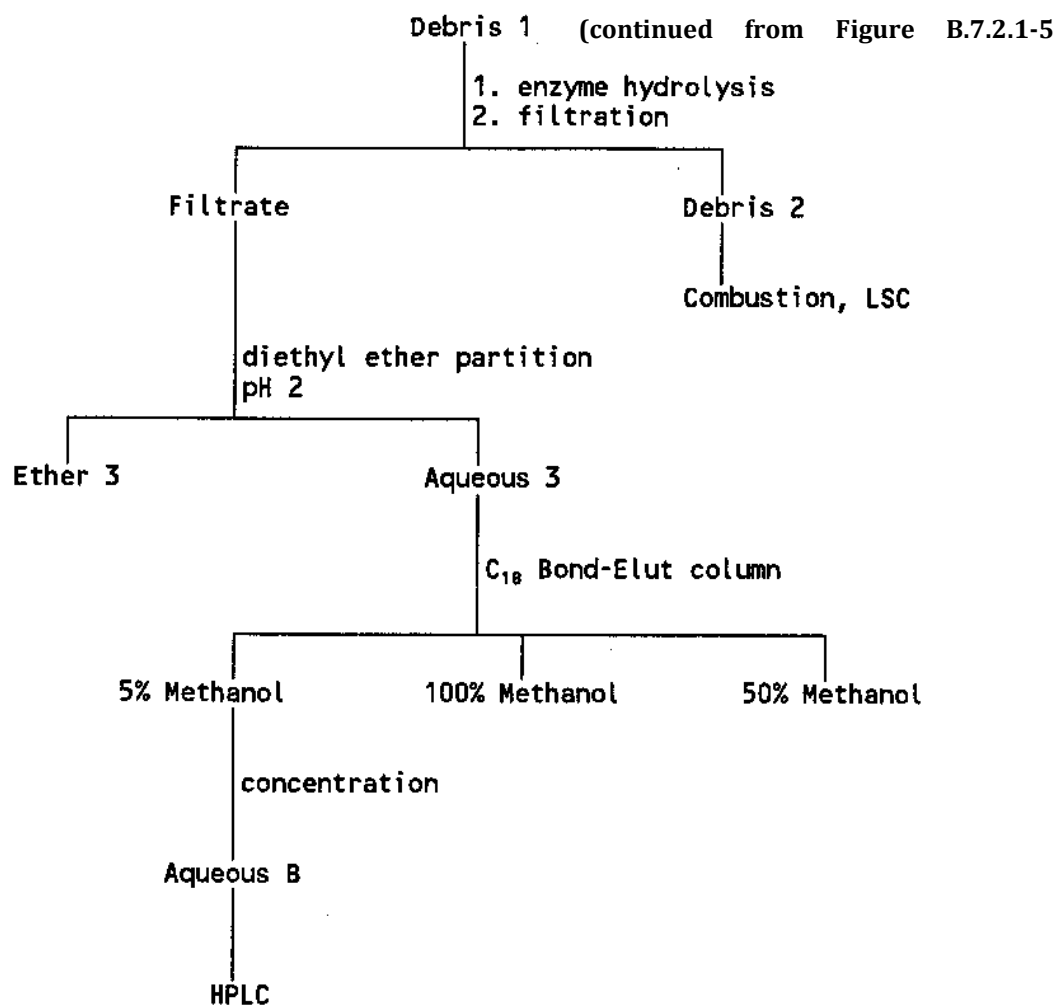 Debris 1 (continued from Figure B.7.2.1-5
1. enzyme hydrolysis
2. filtration
Filtrate
Debris 2
Combustion, LSC
diethyl ether partition
pH 2
Ether 3
Aqueous 3
C₁₈ Bond-Elut column
5% Methanol
100% Methanol
50% Methanol
concentration
Aqueous B
HPLC